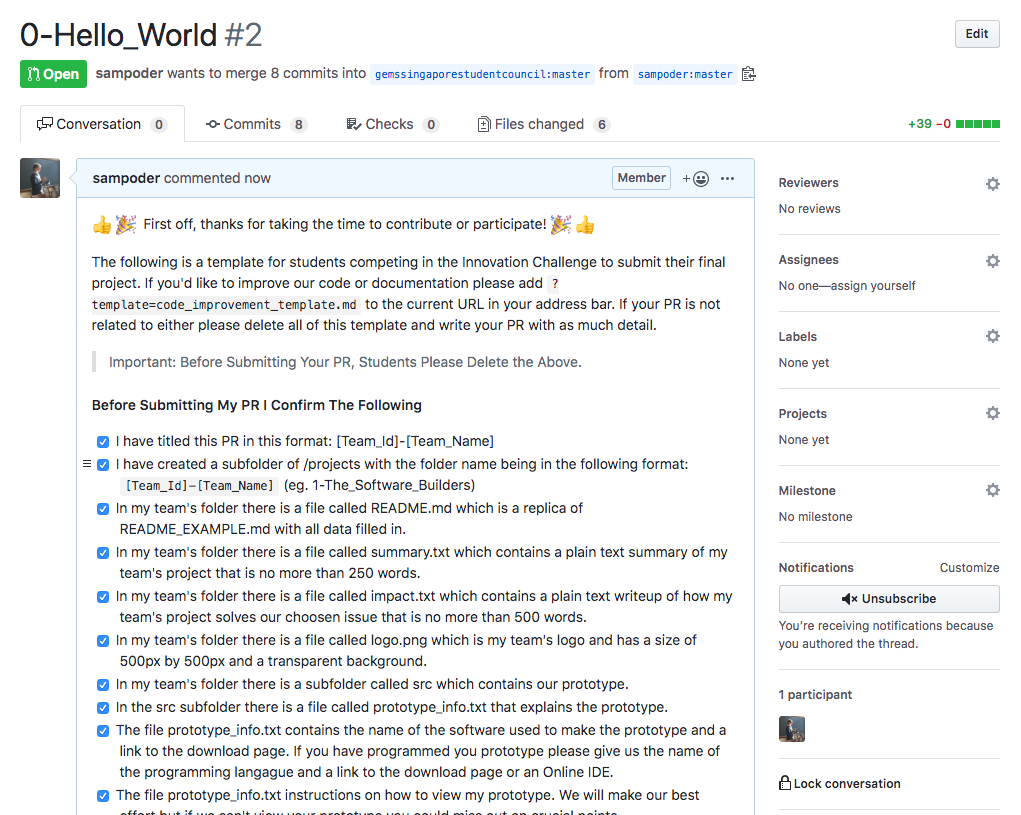 0-Hello_World #2
Edit
Open
sampoder wants to merge 8 commits into gemssingaporestudentcouncil:master from sampoder:master
Conversation 0
Commits 8
Checks 0
Files changed 6
+39 −0
sampoder commented now
Member
First off, thanks for taking the time to contribute or participate!
The following is a template for students competing in the Innovation Challenge to submit their final
project. If you'd like to improve our code or documentation please add ?
template=code_improvement_template.md to the current URL in your address bar. If your PR is not
related to either please delete all of this template and write your PR with as much detail.
Important: Before Submitting Your PR, Students Please Delete the Above.
Before Submitting My PR I Confirm The Following
I have titled this PR in this format: [Team_Id]-[Team_Name]
I have created a subfolder of /projects with the folder name being in the following format:
[Team_Id]-[Team_Name] (eg. 1-The_Software_Builders)
In my team's folder there is a file called README.md which is a replica of
README_EXAMPLE.md with all data filled in.
In my team's folder there is a file called summary.txt which contains a plain text summary of my
team's project that is no more than 250 words.
In my team's folder there is a file called impact.txt which contains a plain text writeup of how my
team's project solves our choosen issue that is no more than 500 words.
In my team's folder there is a file called logo.png which is my team's logo and has a size of
500px by 500px and a transparent background.
In my team's folder there is a subfolder called src which contains our prototype.
In the src subfolder there is a file called prototype_info.txt that explains the prototype.
The file prototype_info.txt contains the name of the software used to make the prototype and a
link to the download page. If you have programmed you prototype please give us the name of
the programming langague and a link to the download page or an Online IDE.
The file prototype_info.txt instructions on how to view my prototype. We will make our best
effort but if we can't view your prototype you could miss out on crucial points.
Reviewers
No reviews
Assignees
No one—assign yourself
Labels
None yet
Projects
None yet
Milestone
No milestone
Notifications
Customize
Unsubscribe
You're receiving notifications because
you authored the thread.
1 participant
Lock conversation